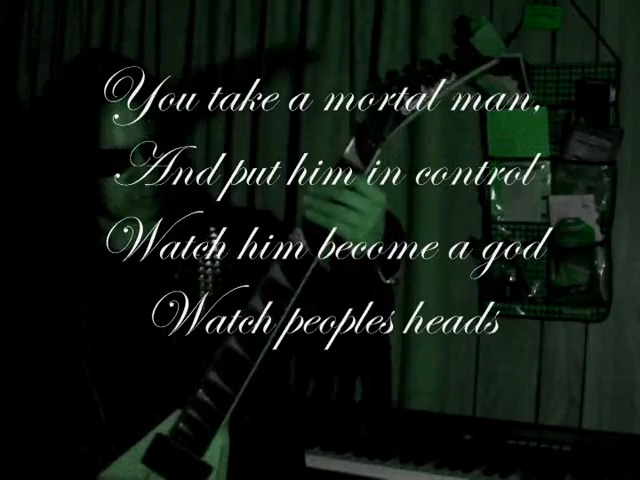 You take a mortal man,
And put him in control
Watch him become a god
Watch peoples heads